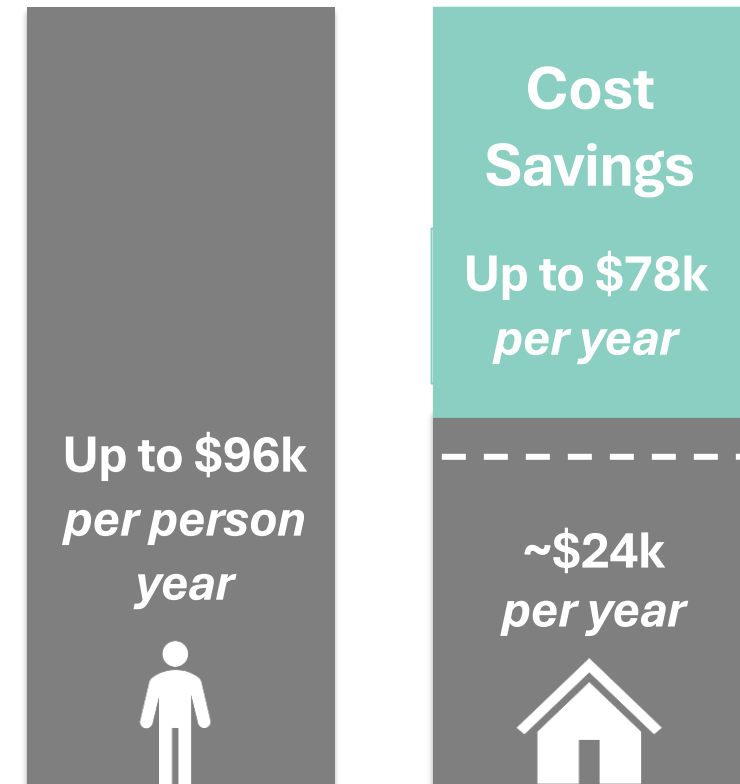 Up to $96k
per person
year
Cost
Savings
Up to $78k
per year
~$24k
per year